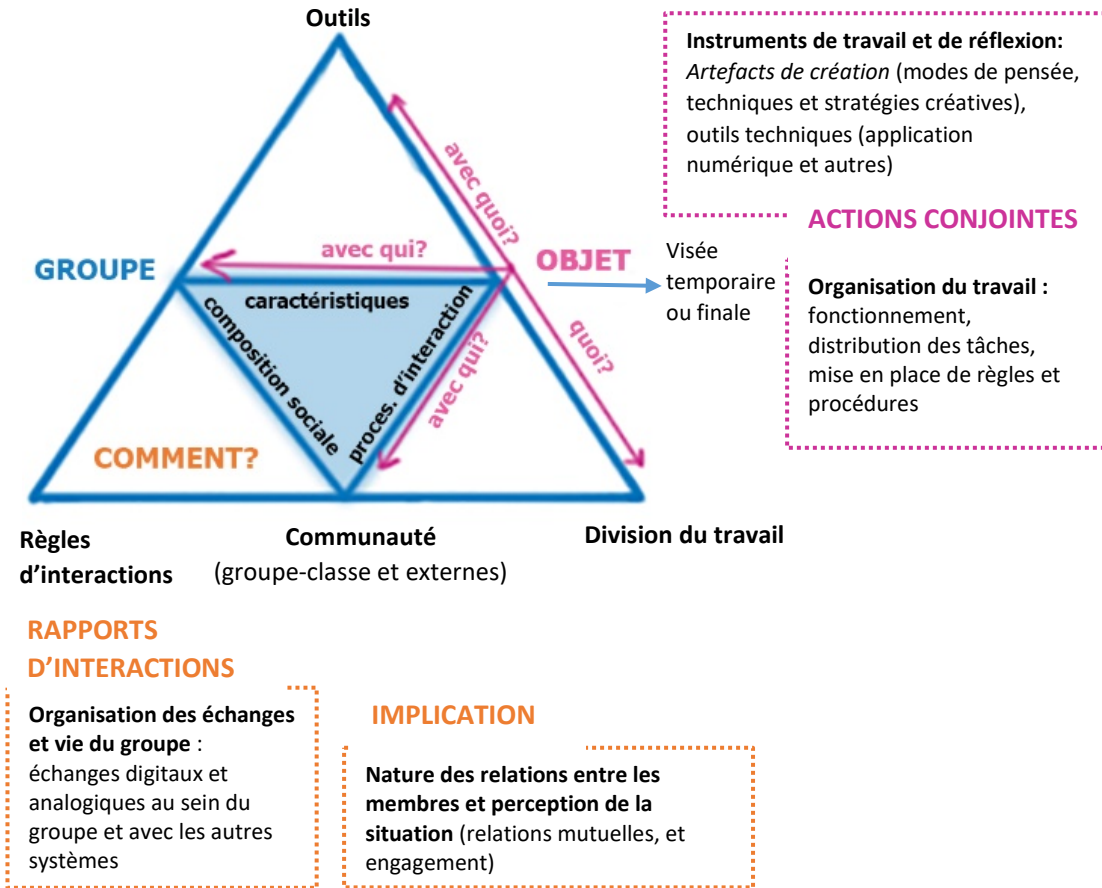 Outils
Instruments de travail et de réflexion:
Artefacts de création (modes de pensée,
techniques et stratégies créatives),
outils techniques (application
numérique et autres)
ACTIONS CONJOINTES
avec quoi?
avec qui?
GROUPE
OBJET
Visée
temporaire
ou finale
Organisation du travail :
fonctionnement,
distribution des tâches,
mise en place de règles et
procédures
caractéristiques
composition sociale
proces. d'interaction
avec qui?
quoi?
COMMENT?
Règles
d’interactions
Communauté
(groupe-classe et externes)
Division du travail
RAPPORTS
D’INTERACTIONS
Organisation des échanges
et vie du groupe :
échanges digitaux et
analogiques au sein du
groupe et avec les autres
systèmes
IMPLICATION
Nature des relations entre les
membres et perception de la
situation (relations mutuelles, et
engagement)